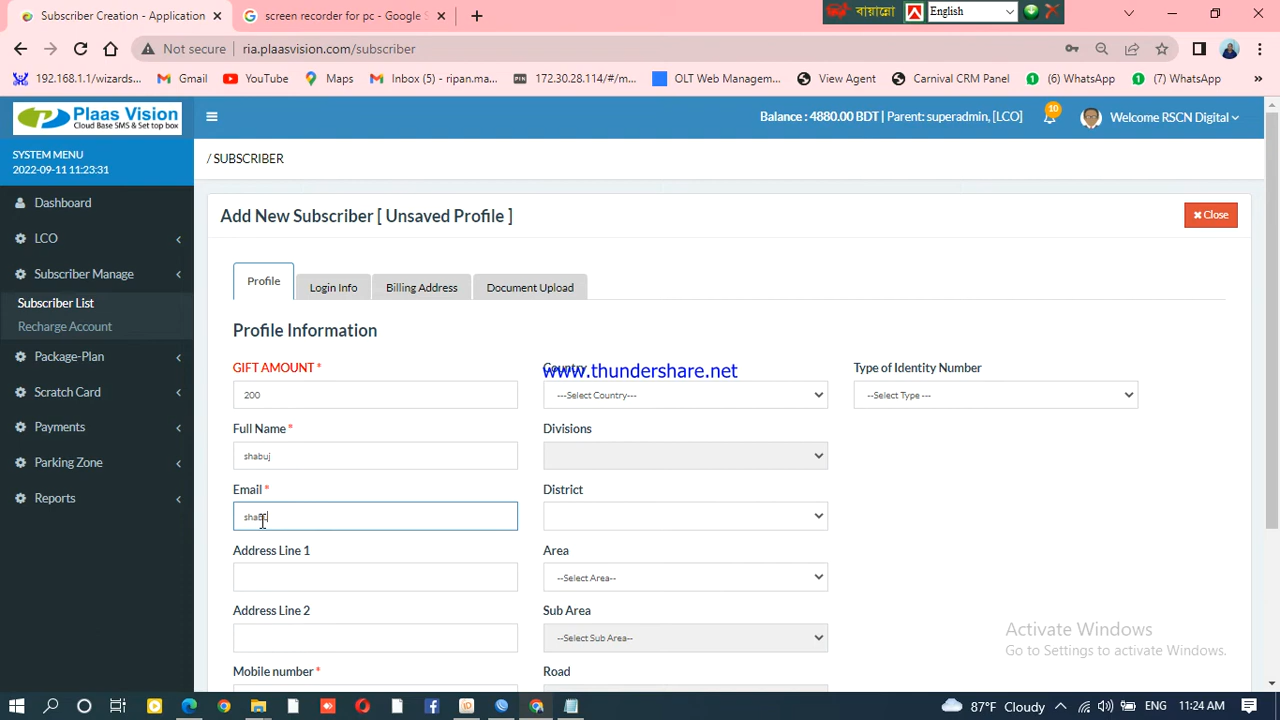 Subscriber Creation - Application
screen recorder for pc - Google S
বায়ান্নো
English
Not secure
ria.plaasvision.com/subscriber
192.168.1.1/wizards...
Gmail
YouTube
Maps
Inbox (5) - ripan.ma...
172.30.28.114/#/m...
OLT Web Managem...
View Agent
Carnival CRM Panel
(6) WhatsApp
(7) WhatsApp
Plaas Vision
Cloud Base SMS & Set top box
Balance : 4880.00 BDT | Parent: superadmin, [LCO]
10
Welcome RSCN Digital
SYSTEM MENU
2022-09-11 11:23:31
/ SUBSCRIBER
Dashboard
LCO
Subscriber Manage
Subscriber List
Recharge Account
Package-Plan
Scratch Card
Payments
Parking Zone
Reports
Add New Subscriber [ Unsaved Profile ]
Close
Profile
Login Info
Billing Address
Document Upload
Profile Information
GIFT AMOUNT *
200
Full Name *
shabuj
Email *
Address Line 1
Address Line 2
Mobile number *
Country
www.thundershare.net
---Select Country---
Divisions
District
Area
--Select Area--
Sub Area
--Select Sub Area--
Road
Type of Identity Number
--Select Type ---
Activate Windows
Go to Settings to activate Windows.
87°F Cloudy
ENG
11:24 AM